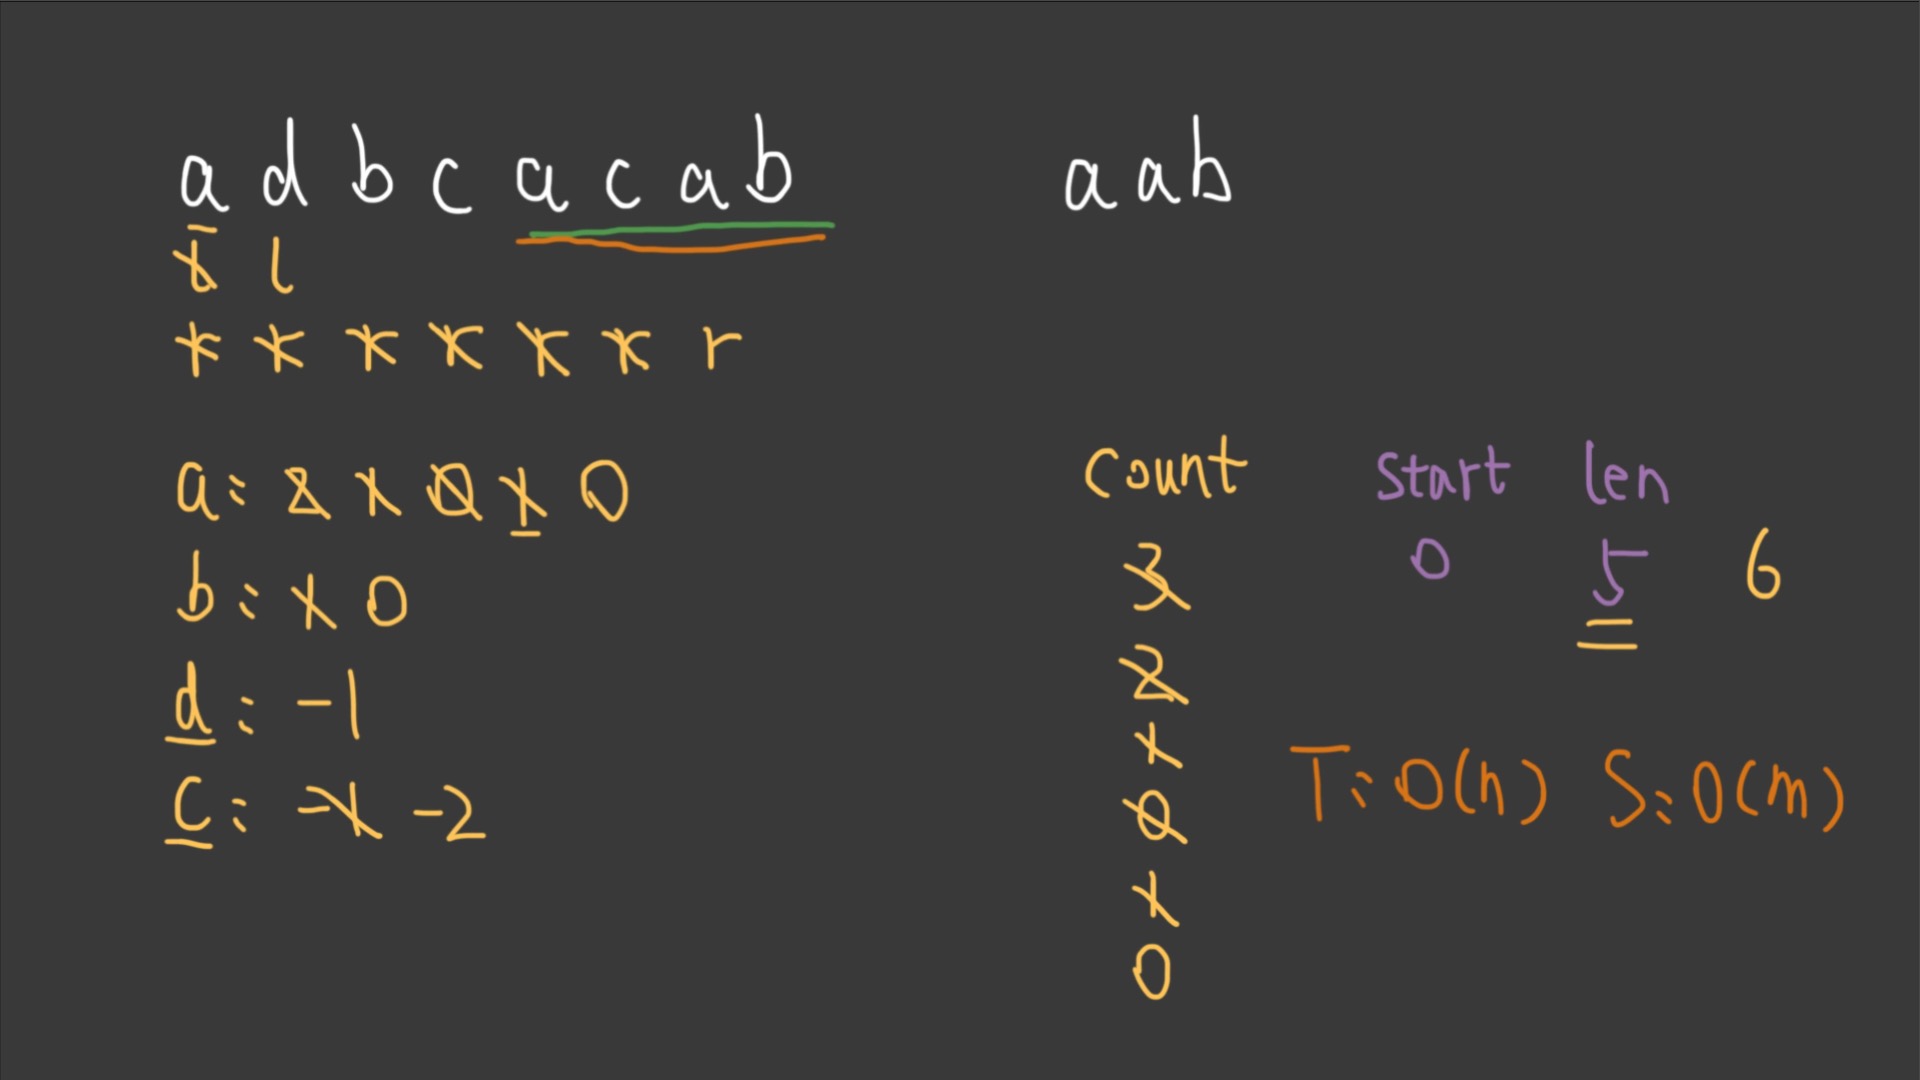 a d b c a c a b aab
l
r
a: 2 1 0 1 0 count start len
b: 1 0 3 0 5 6
d: -1 2
c: -1 -2 1 T: O(n) S: O(m)
0
1
0